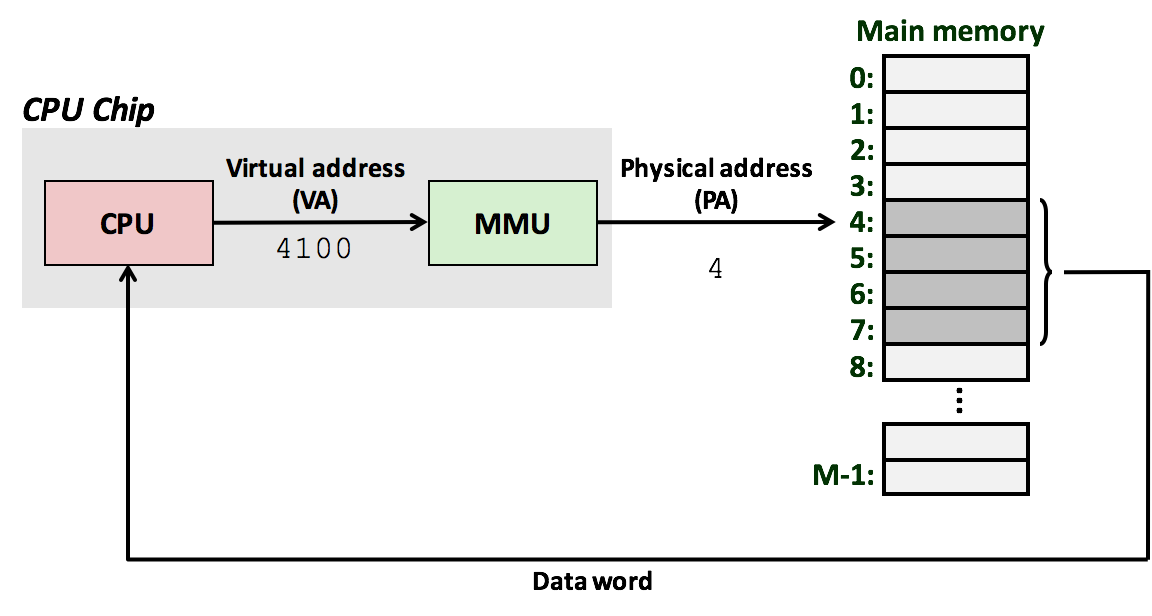 Main memory
0:
1:
2:
3:
4:
5:
6:
7:
8:
M-1:
CPU Chip
Virtual address
(VA)
4100
CPU
MMU
Physical address
(PA)
4
Data word